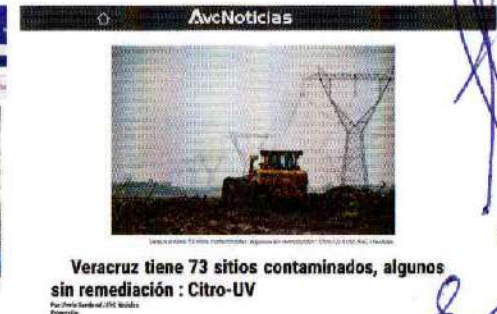 AvcNoticias
Veracruz tiene 73 sitios contaminados, algunos
sin remediación : Citro-UV